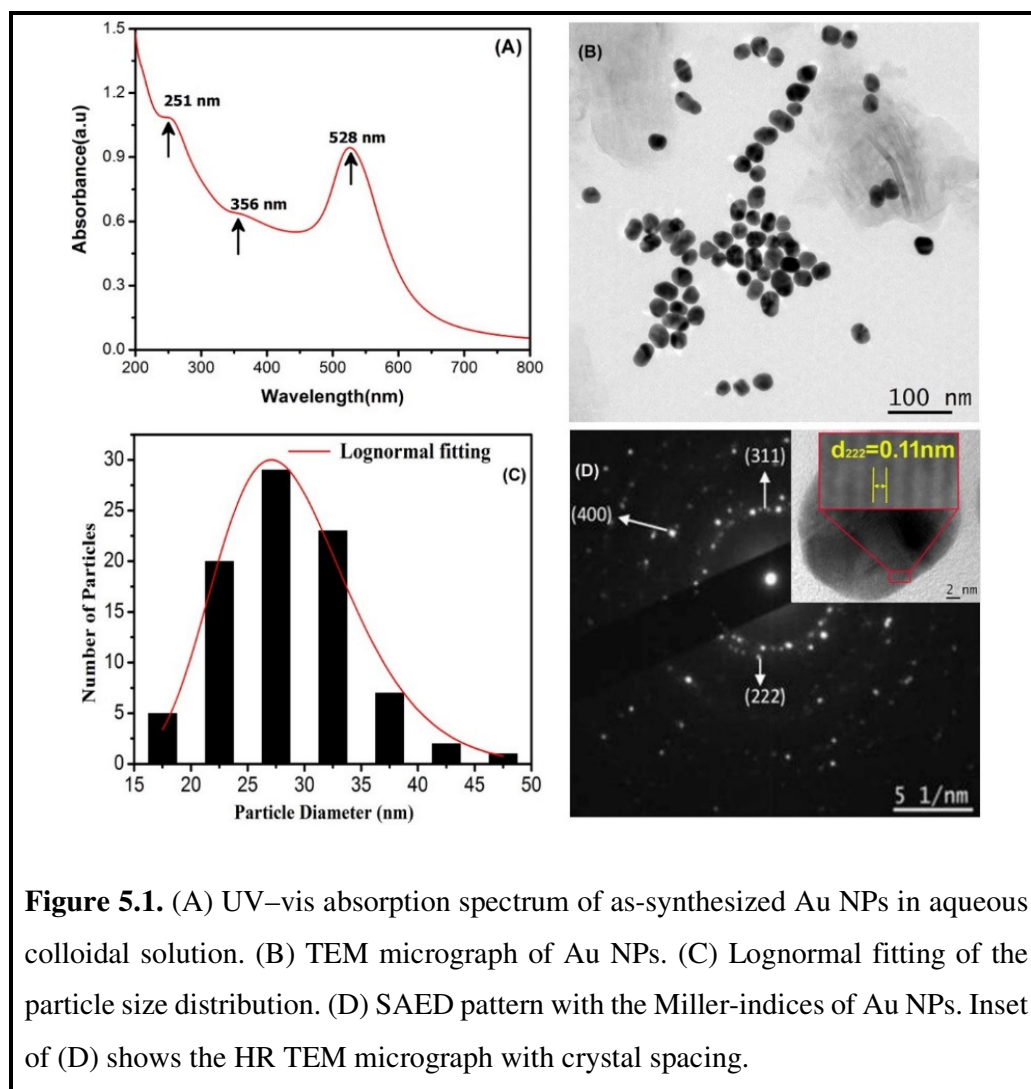 (A)
1.5
1.2
0.9
0.6
0.3
0.0
Absorbance(a.u)
251 nm
356 nm
528 nm
200 300 400 500 600 700 800
Wavelength(nm)
(B)
100 nm
(C)
Lognormal fitting
30
25
20
15
10
5
0
Number of Particles
15 20 25 30 35 40 45 50
Particle Diameter (nm)
(D)
(311)
(400)
(222)
d₂₂₂=0.11nm
2 nm
5 1/nm
Figure 5.1. (A) UV–vis absorption spectrum of as-synthesized Au NPs in aqueous
colloidal solution. (B) TEM micrograph of Au NPs. (C) Lognormal fitting of the
particle size distribution. (D) SAED pattern with the Miller-indices of Au NPs. Inset
of (D) shows the HR TEM micrograph with crystal spacing.